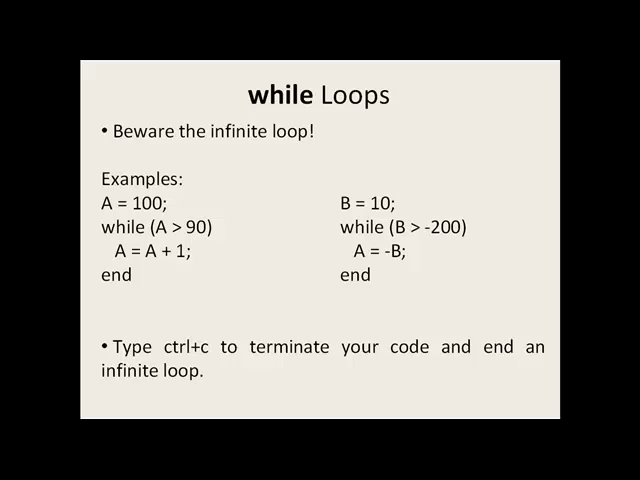 while Loops
• Beware the infinite loop!
Examples:
A = 100;
while (A > 90)
A = A + 1;
end
B = 10;
while (B > -200)
A = -B;
end
• Type ctrl+c to terminate your code and end an
infinite loop.